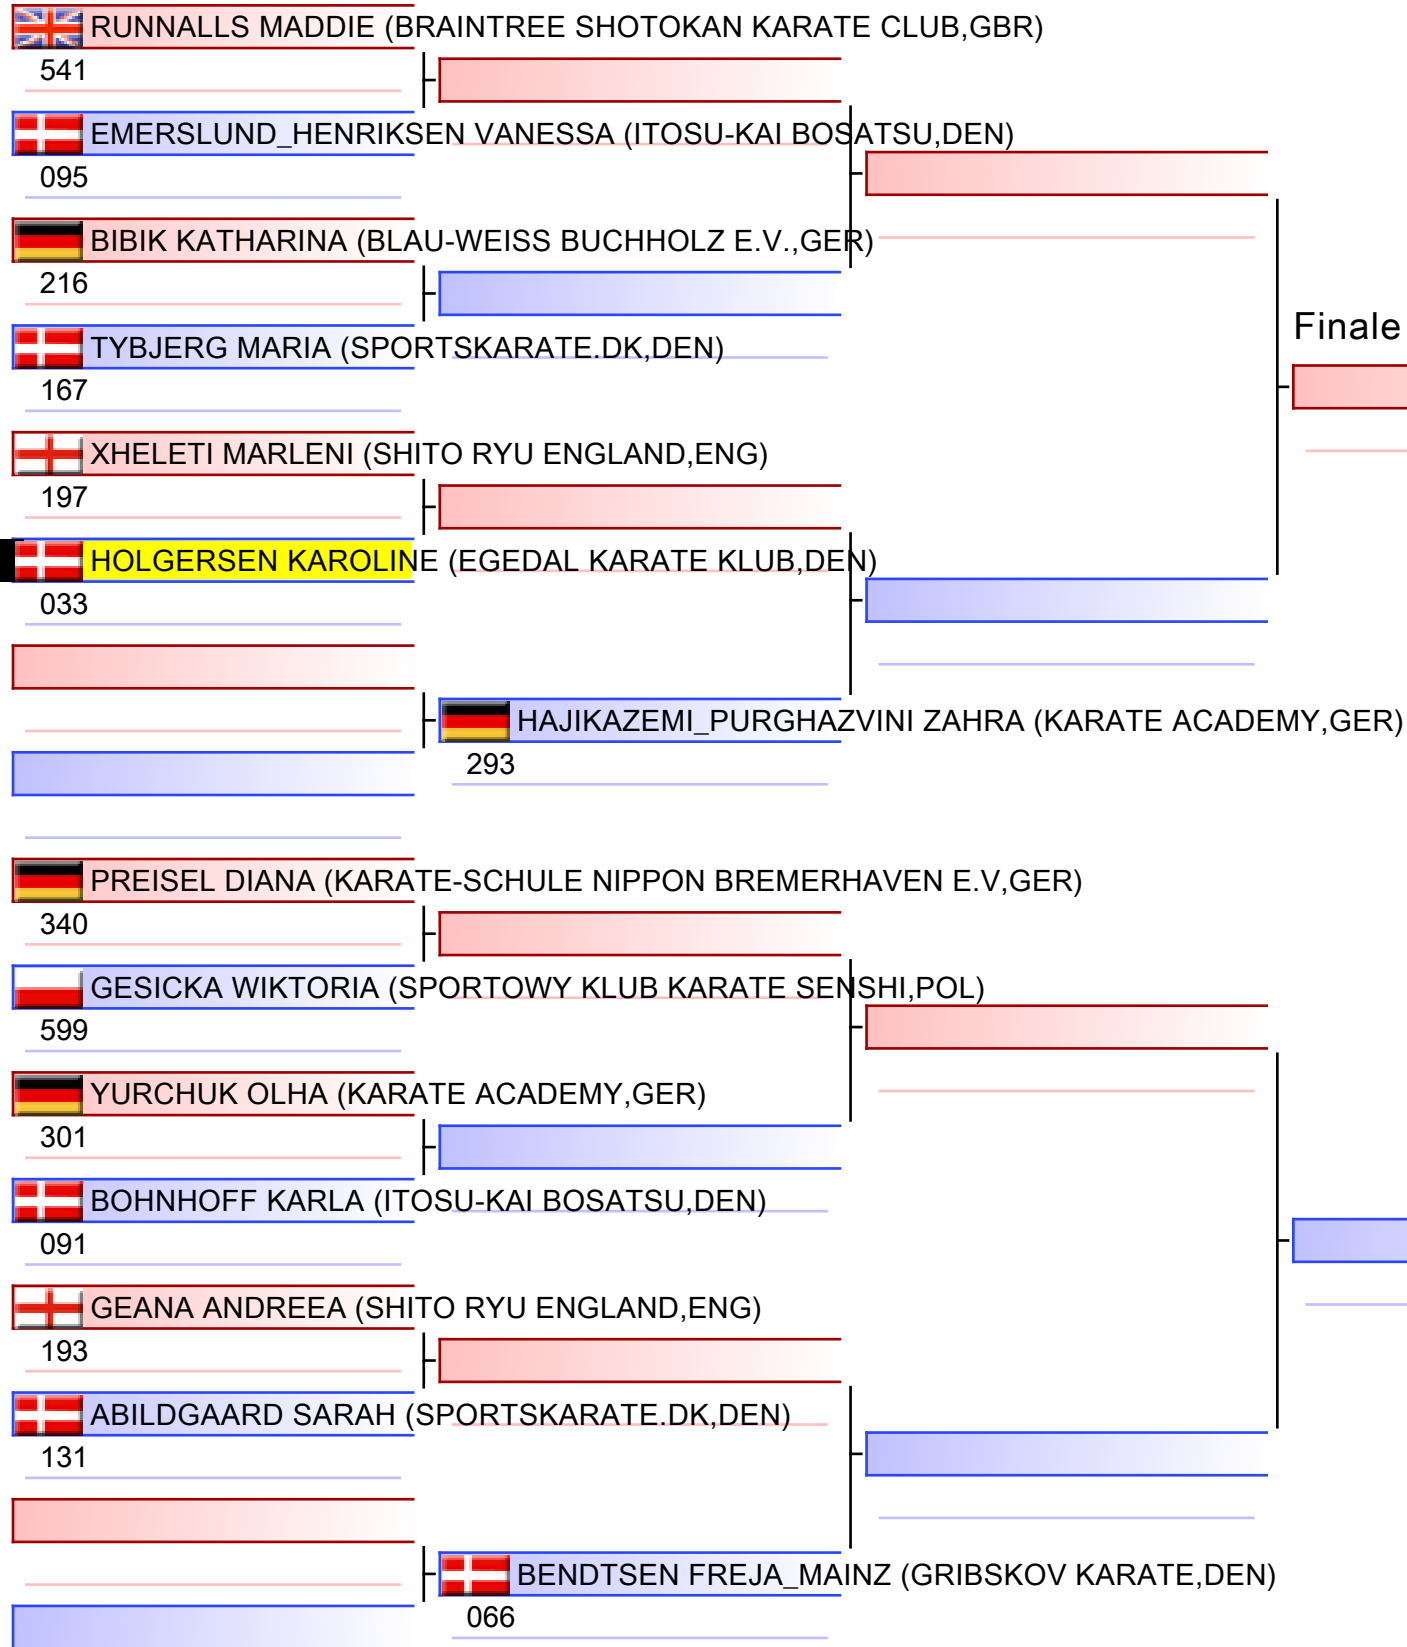 RUNNALLS MADDIE (BRAINTREE SHOTOKAN KARATE CLUB,GBR)
541
EMERSLUND_HENRIKSEN VANESSA (ITOSU-KAI BOSATSU,DEN)
095
BIBIK KATHARINA (BLAU-WEISS BUCHHOLZ E.V.,GER)
216
Finale
TYBJERG MARIA (SPORTSKARATE.DK,DEN)
167
XHELETI MARLENI (SHITO RYU ENGLAND,ENG)
197
HOLGERSEN KAROLINE (EGEDAL KARATE KLUB,DEN)
033
HAJIKAZEMI_PURGHAZVINI ZAHRA (KARATE ACADEMY,GER)
293
PREISEL DIANA (KARATE-SCHULE NIPPON BREMERHAVEN E.V,GER)
340
GESICKA WIKTORIA (SPORTOWY KLUB KARATE SENSHI,POL)
599
YURCHUK OLHA (KARATE ACADEMY,GER)
301
BOHNHOFF KARLA (ITOSU-KAI BOSATSU,DEN)
091
GEANA ANDREEA (SHITO RYU ENGLAND,ENG)
193
ABILDGAARD SARAH (SPORTSKARATE.DK,DEN)
131
BENDTSEN FREJA_MAINZ (GRIBSKOV KARATE,DEN)
066